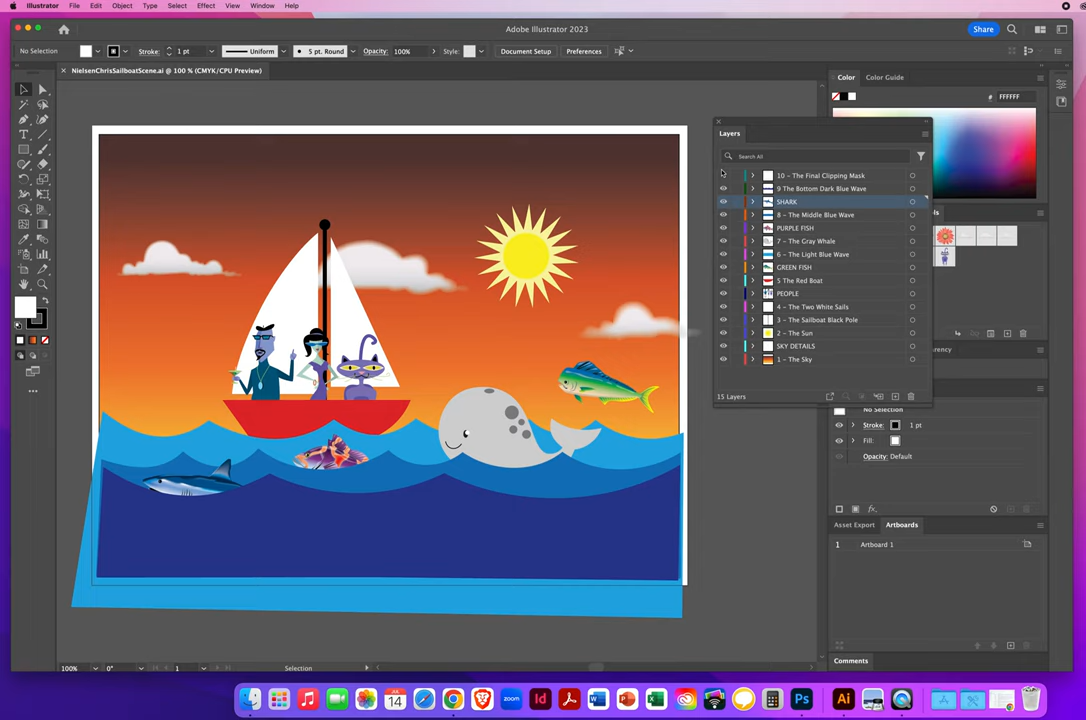 Illustrator File Edit Object Type Select Effect View Window Help
Adobe Illustrator 2023
Share
No Selection Stroke: 1 pt Uniform 5 pt. Round Opacity: 100% Style: Document Setup Preferences
NielsenChrisSailboatScene.ai @ 100 % (CMYK/CPU Preview)
Color Color Guide
# FFFFFF
Layers
Search All
10 - The Final Clipping Mask
9 The Bottom Dark Blue Wave
SHARK
8 - The Middle Blue Wave
PURPLE FISH
7 - The Gray Whale
6 - The Light Blue Wave
GREEN FISH
5 The Red Boat
PEOPLE
4 - The Two White Sails
3 - The Sailboat Black Pole
2 - The Sun
SKY DETAILS
1 - The Sky
15 Layers
No Selection
Stroke: 1 pt
Fill:
Opacity: Default
Asset Export Artboards
1 Artboard 1
Comments
100% 0° 1 Selection
JUL
14
zoom
Id
W
P
X
Ps
Ai